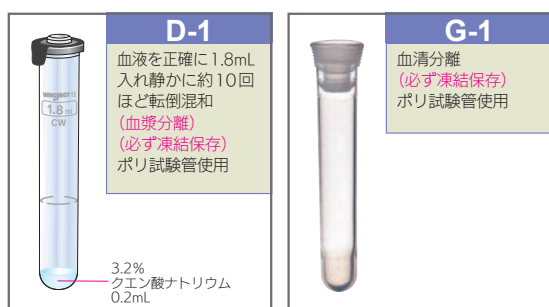 D-1
血液を正確に1.8mL
入れ静かに約10回
ほど転倒混和
(血漿分離)
(必ず凍結保存)
ポリ試験管使用
1.8 ml
CW
3.2%
クエン酸ナトリウム
0.2mL
G-1
血清分離
(必ず凍結保存)
ポリ試験管使用